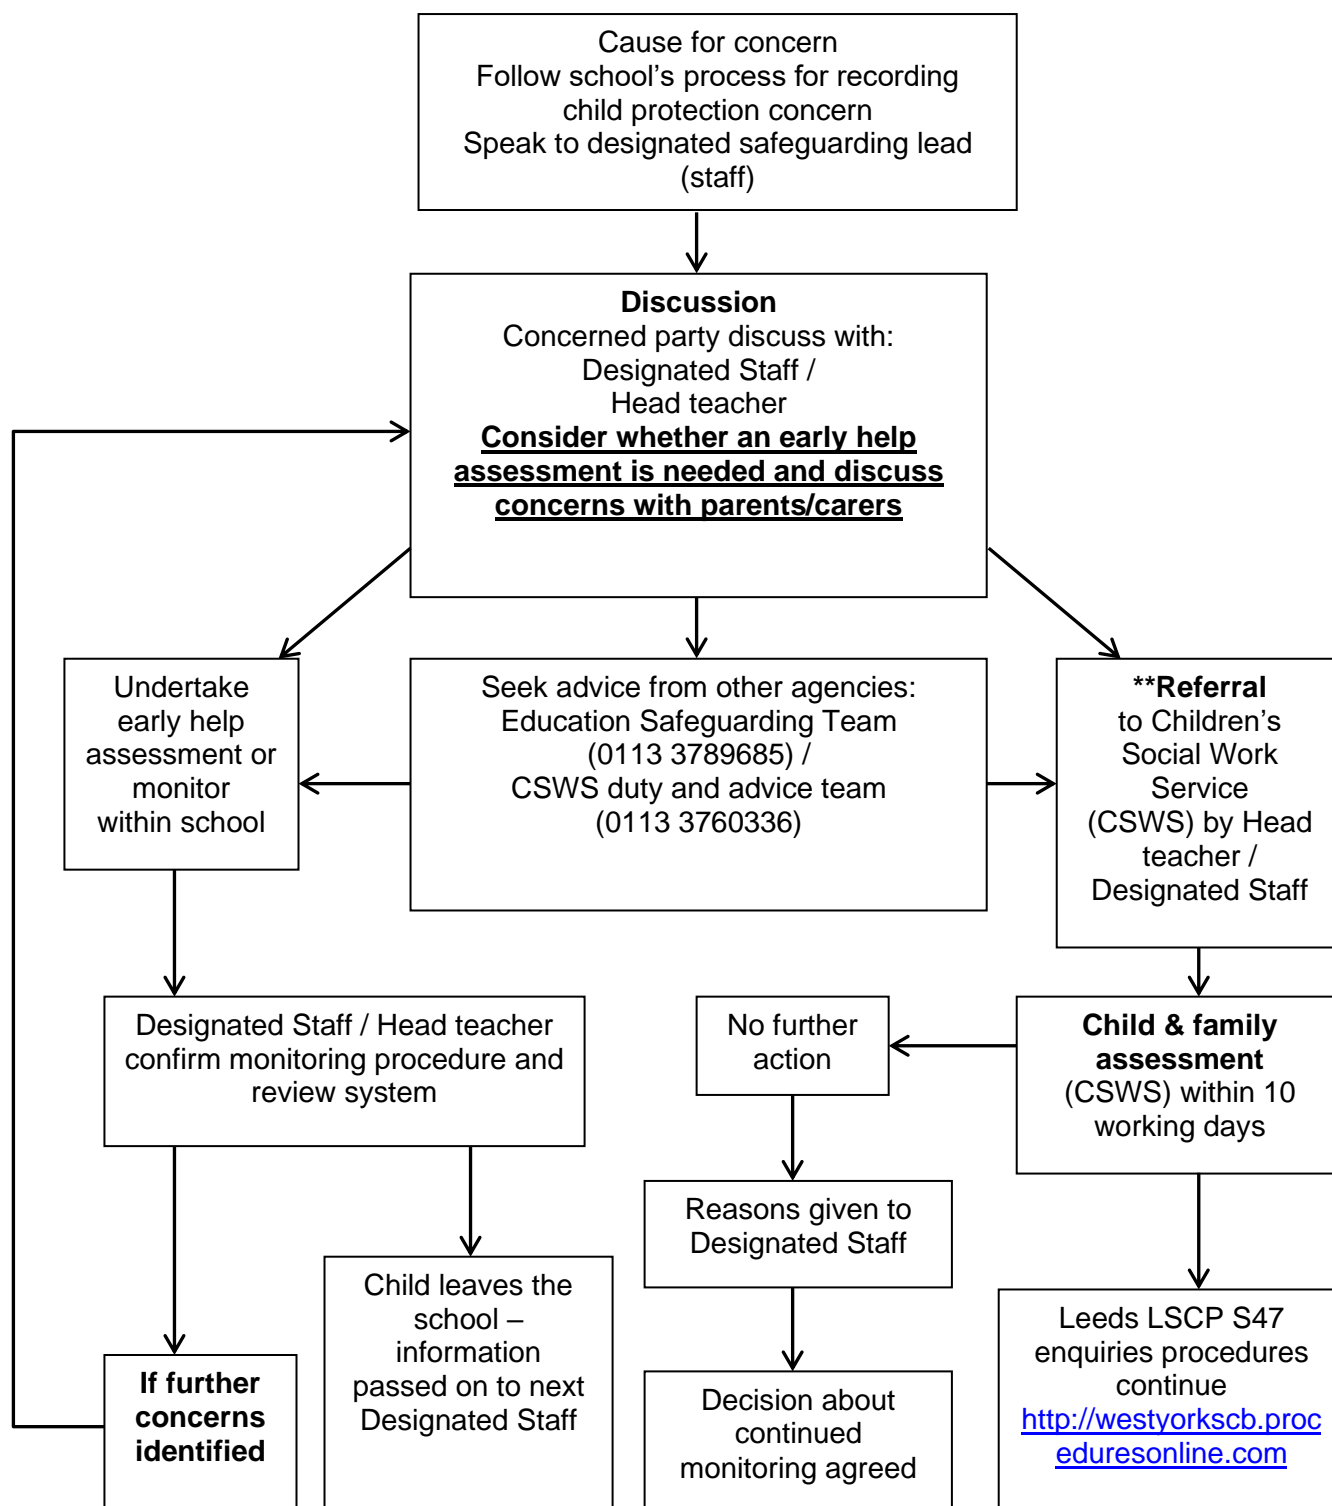 Cause for concern
Follow school’s process for recording
child protection concern
Speak to designated safeguarding lead
(staff)
Discussion
Concerned party discuss with:
Designated Staff /
Head teacher
Consider whether an early help
assessment is needed and discuss
concerns with parents/carers
Undertake
early help
assessment or
monitor
within school
Seek advice from other agencies:
Education Safeguarding Team
(0113 3789685) /
CSWS duty and advice team
(0113 3760336)
**Referral
to Children’s
Social Work
Service
(CSWS) by Head
teacher /
Designated Staff
Designated Staff / Head teacher
confirm monitoring procedure and
review system
No further
action
Child & family
assessment
(CSWS) within 10
working days
Reasons given to
Designated Staff
Child leaves the
school –
information
passed on to next
Designated Staff
Leeds LSCP S47
enquiries procedures
continue
http://westyorkscb.proc
eduresonline.com
If further
concerns
identified
Decision about
continued
monitoring agreed